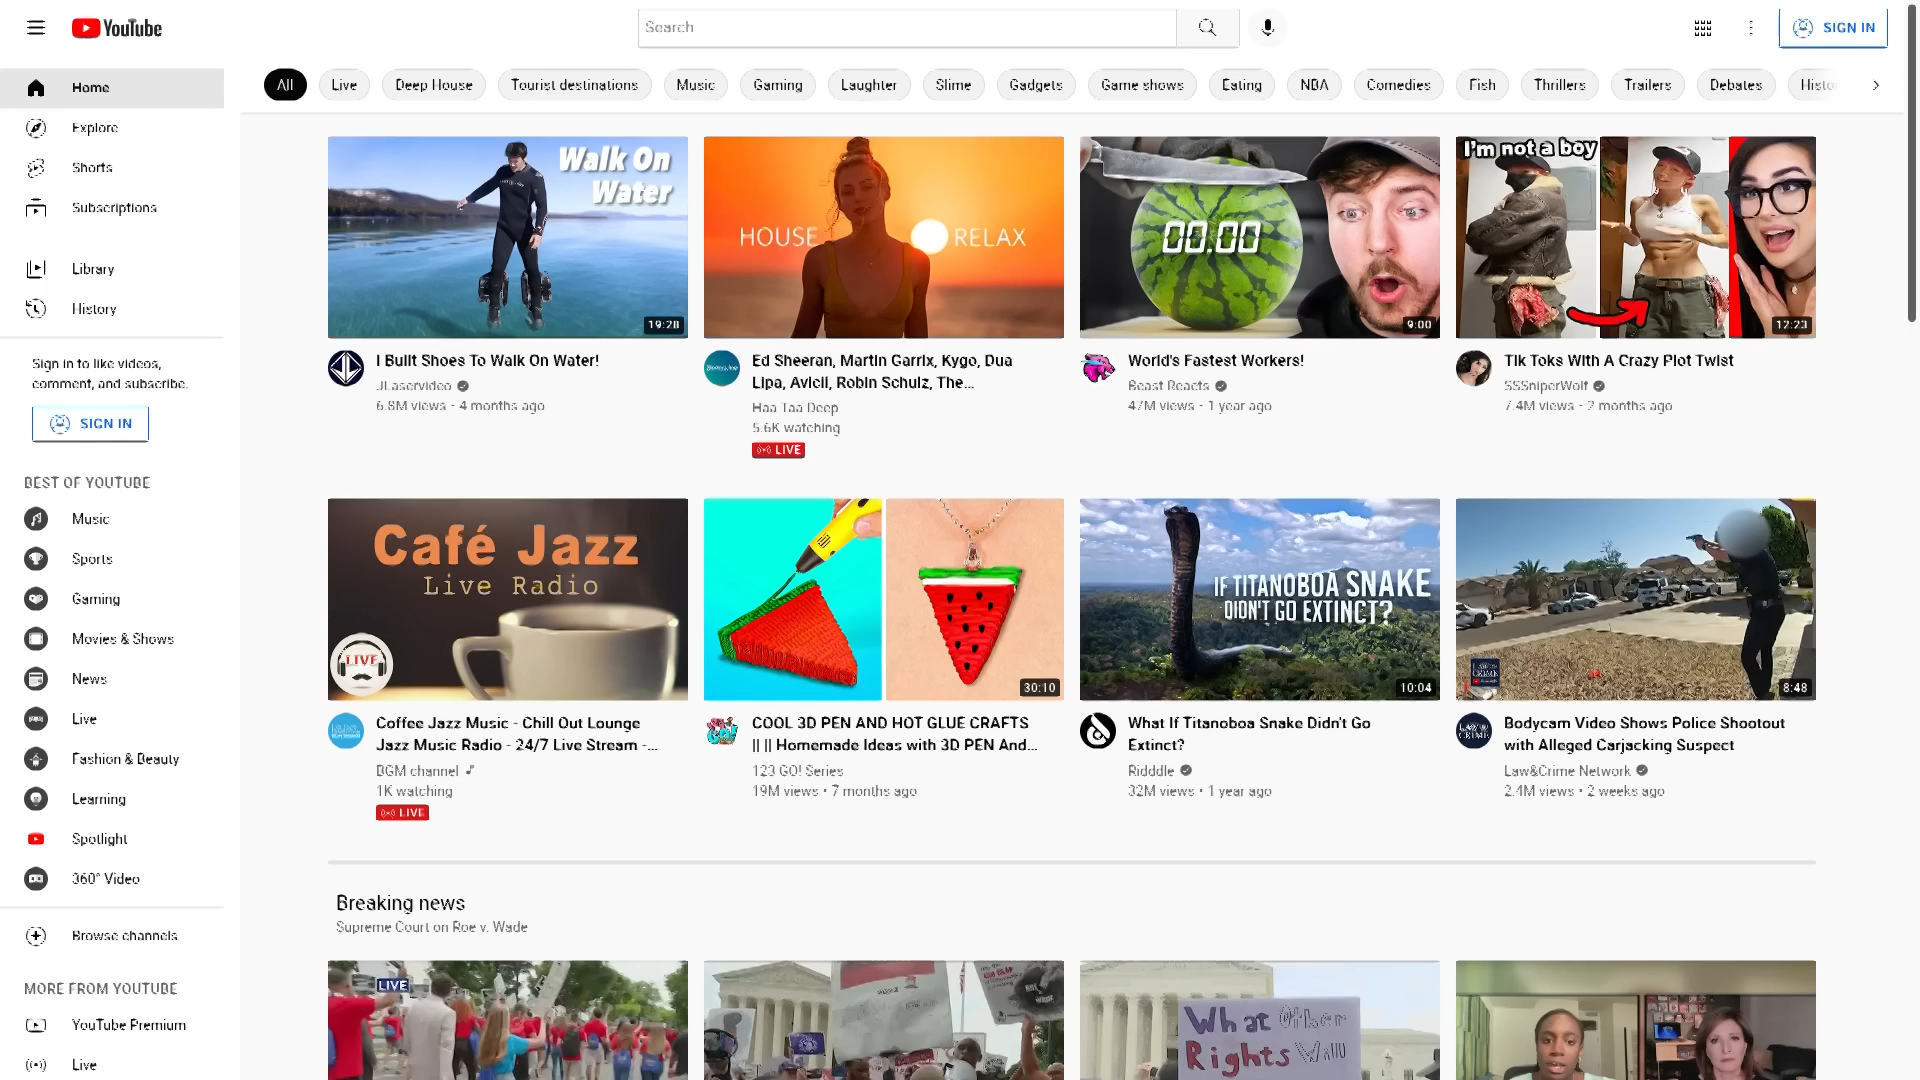 YouTube
Search
SIGN IN
Home
Explore
Shorts
Subscriptions
Library
History
Sign in to like videos,
comment, and subscribe.
SIGN IN
BEST OF YOUTUBE
Music
Sports
Gaming
Movies & Shows
News
Live
Fashion & Beauty
Learning
Spotlight
360° Video
Browse channels
MORE FROM YOUTUBE
YouTube Premium
Live
All
Live
Deep House
Tourist destinations
Music
Gaming
Laughter
Slime
Gadgets
Game shows
Eating
NBA
Comedies
Fish
Thrillers
Trailers
Debates
Histo
Walk On
Water
19:28
I Built Shoes To Walk On Water!
JLaservideo
6.8M views • 4 months ago
HOUSE RELAX
Ed Sheeran, Martin Garrix, Kygo, Dua
Lipa, Avicii, Robin Schulz, The...
Haa Taa Deep
5.6K watching
LIVE
00:00
9:00
World's Fastest Workers!
Beast Reacts
47M views • 1 year ago
I'm not a boy
12:23
Tik Toks With A Crazy Plot Twist
SSSniperWolf
7.4M views • 2 months ago
Café Jazz
Live Radio
LIVE
Coffee Jazz Music - Chill Out Lounge
Jazz Music Radio - 24/7 Live Stream -...
BGM channel
1K watching
LIVE
30:10
COOL 3D PEN AND HOT GLUE CRAFTS
|| || Homemade Ideas with 3D PEN And...
123 GO! Series
19M views • 7 months ago
IF TITANOBOA SNAKE
DIDN'T GO EXTINCT?
10:04
What If Titanoboa Snake Didn't Go
Extinct?
Ridddle
32M views • 1 year ago
LAW&CRIME
8:48
Bodycam Video Shows Police Shootout
with Alleged Carjacking Suspect
Law&Crime Network
2.4M views • 2 weeks ago
Breaking news
Supreme Court on Roe v. Wade
LIVE
What Other
Rights Will